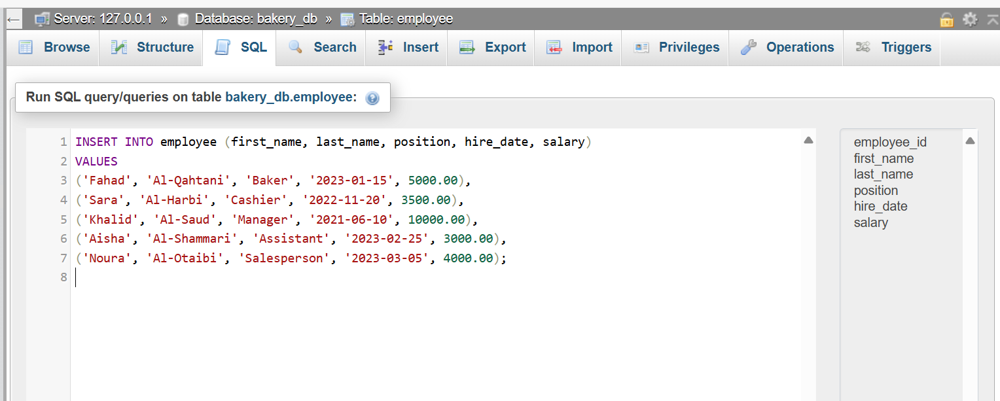 Server: 127.0.0.1 » Database: bakery_db » Table: employee
Browse Structure SQL Search Insert Export Import Privileges Operations Triggers
Run SQL query/queries on table bakery_db.employee:
1 INSERT INTO employee (first_name, last_name, position, hire_date, salary)
2 VALUES
3 ('Fahad', 'Al-Qahtani', 'Baker', '2023-01-15', 5000.00),
4 ('Sara', 'Al-Harbi', 'Cashier', '2022-11-20', 3500.00),
5 ('Khalid', 'Al-Saud', 'Manager', '2021-06-10', 10000.00),
6 ('Aisha', 'Al-Shammari', 'Assistant', '2023-02-25', 3000.00),
7 ('Noura', 'Al-Otaibi', 'Salesperson', '2023-03-05', 4000.00);
8
employee_id
first_name
last_name
position
hire_date
salary